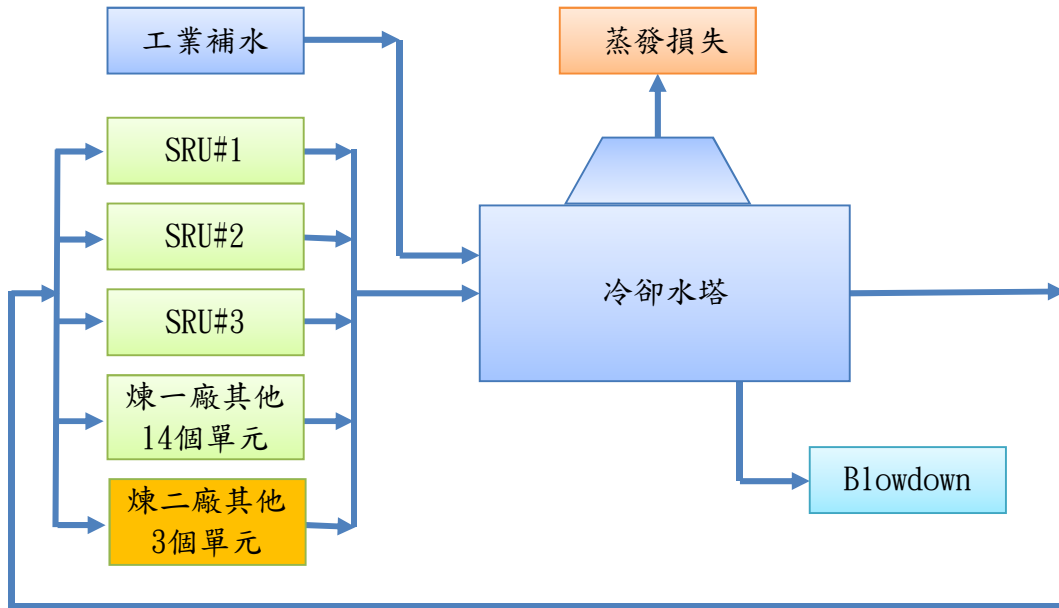 工業補水
蒸發損失
SRU#1
SRU#2
SRU#3
煉一廠其他
14個單元
煉二廠其他
3個單元
冷卻水塔
Blowdown